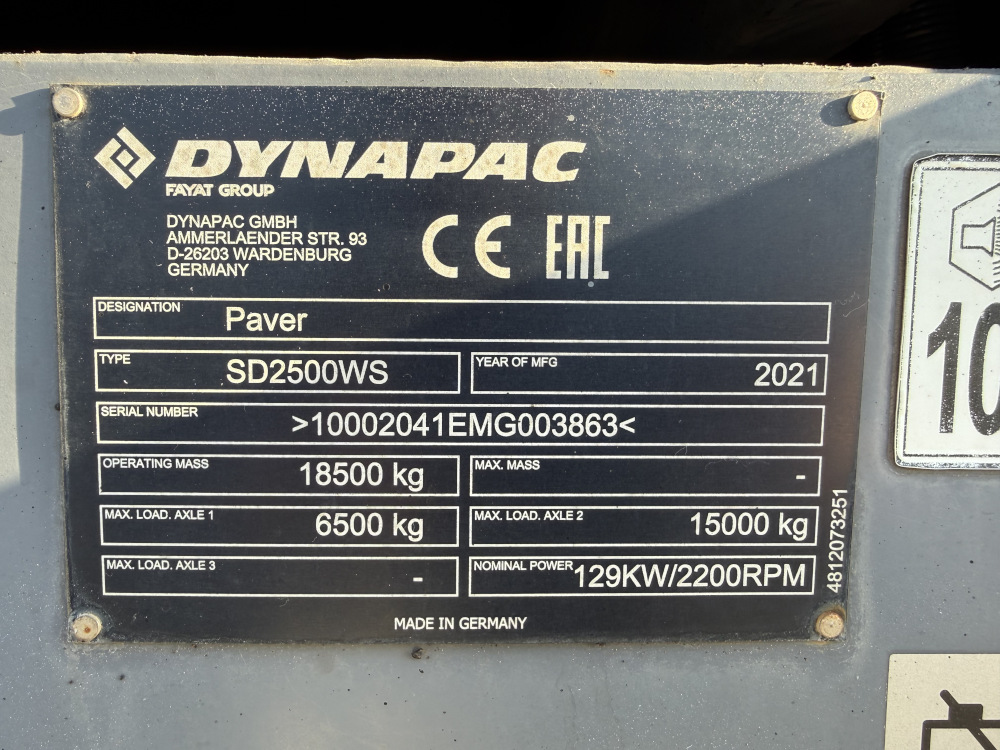 DYNAPAC
FAYAT GROUP
DYNAPAC GMBH
AMMERLAENDER STR. 93
D-26203 WARDENBURG
GERMANY
CE EAC
DESIGNATION Paver
TYPE SD2500WS YEAR OF MFG 2021
SERIAL NUMBER >10002041EMG003863<
OPERATING MASS 18500 kg MAX. MASS -
MAX. LOAD. AXLE 1 6500 kg MAX. LOAD. AXLE 2 15000 kg
MAX. LOAD. AXLE 3 - NOMINAL POWER 129KW/2200RPM
4812073251
MADE IN GERMANY